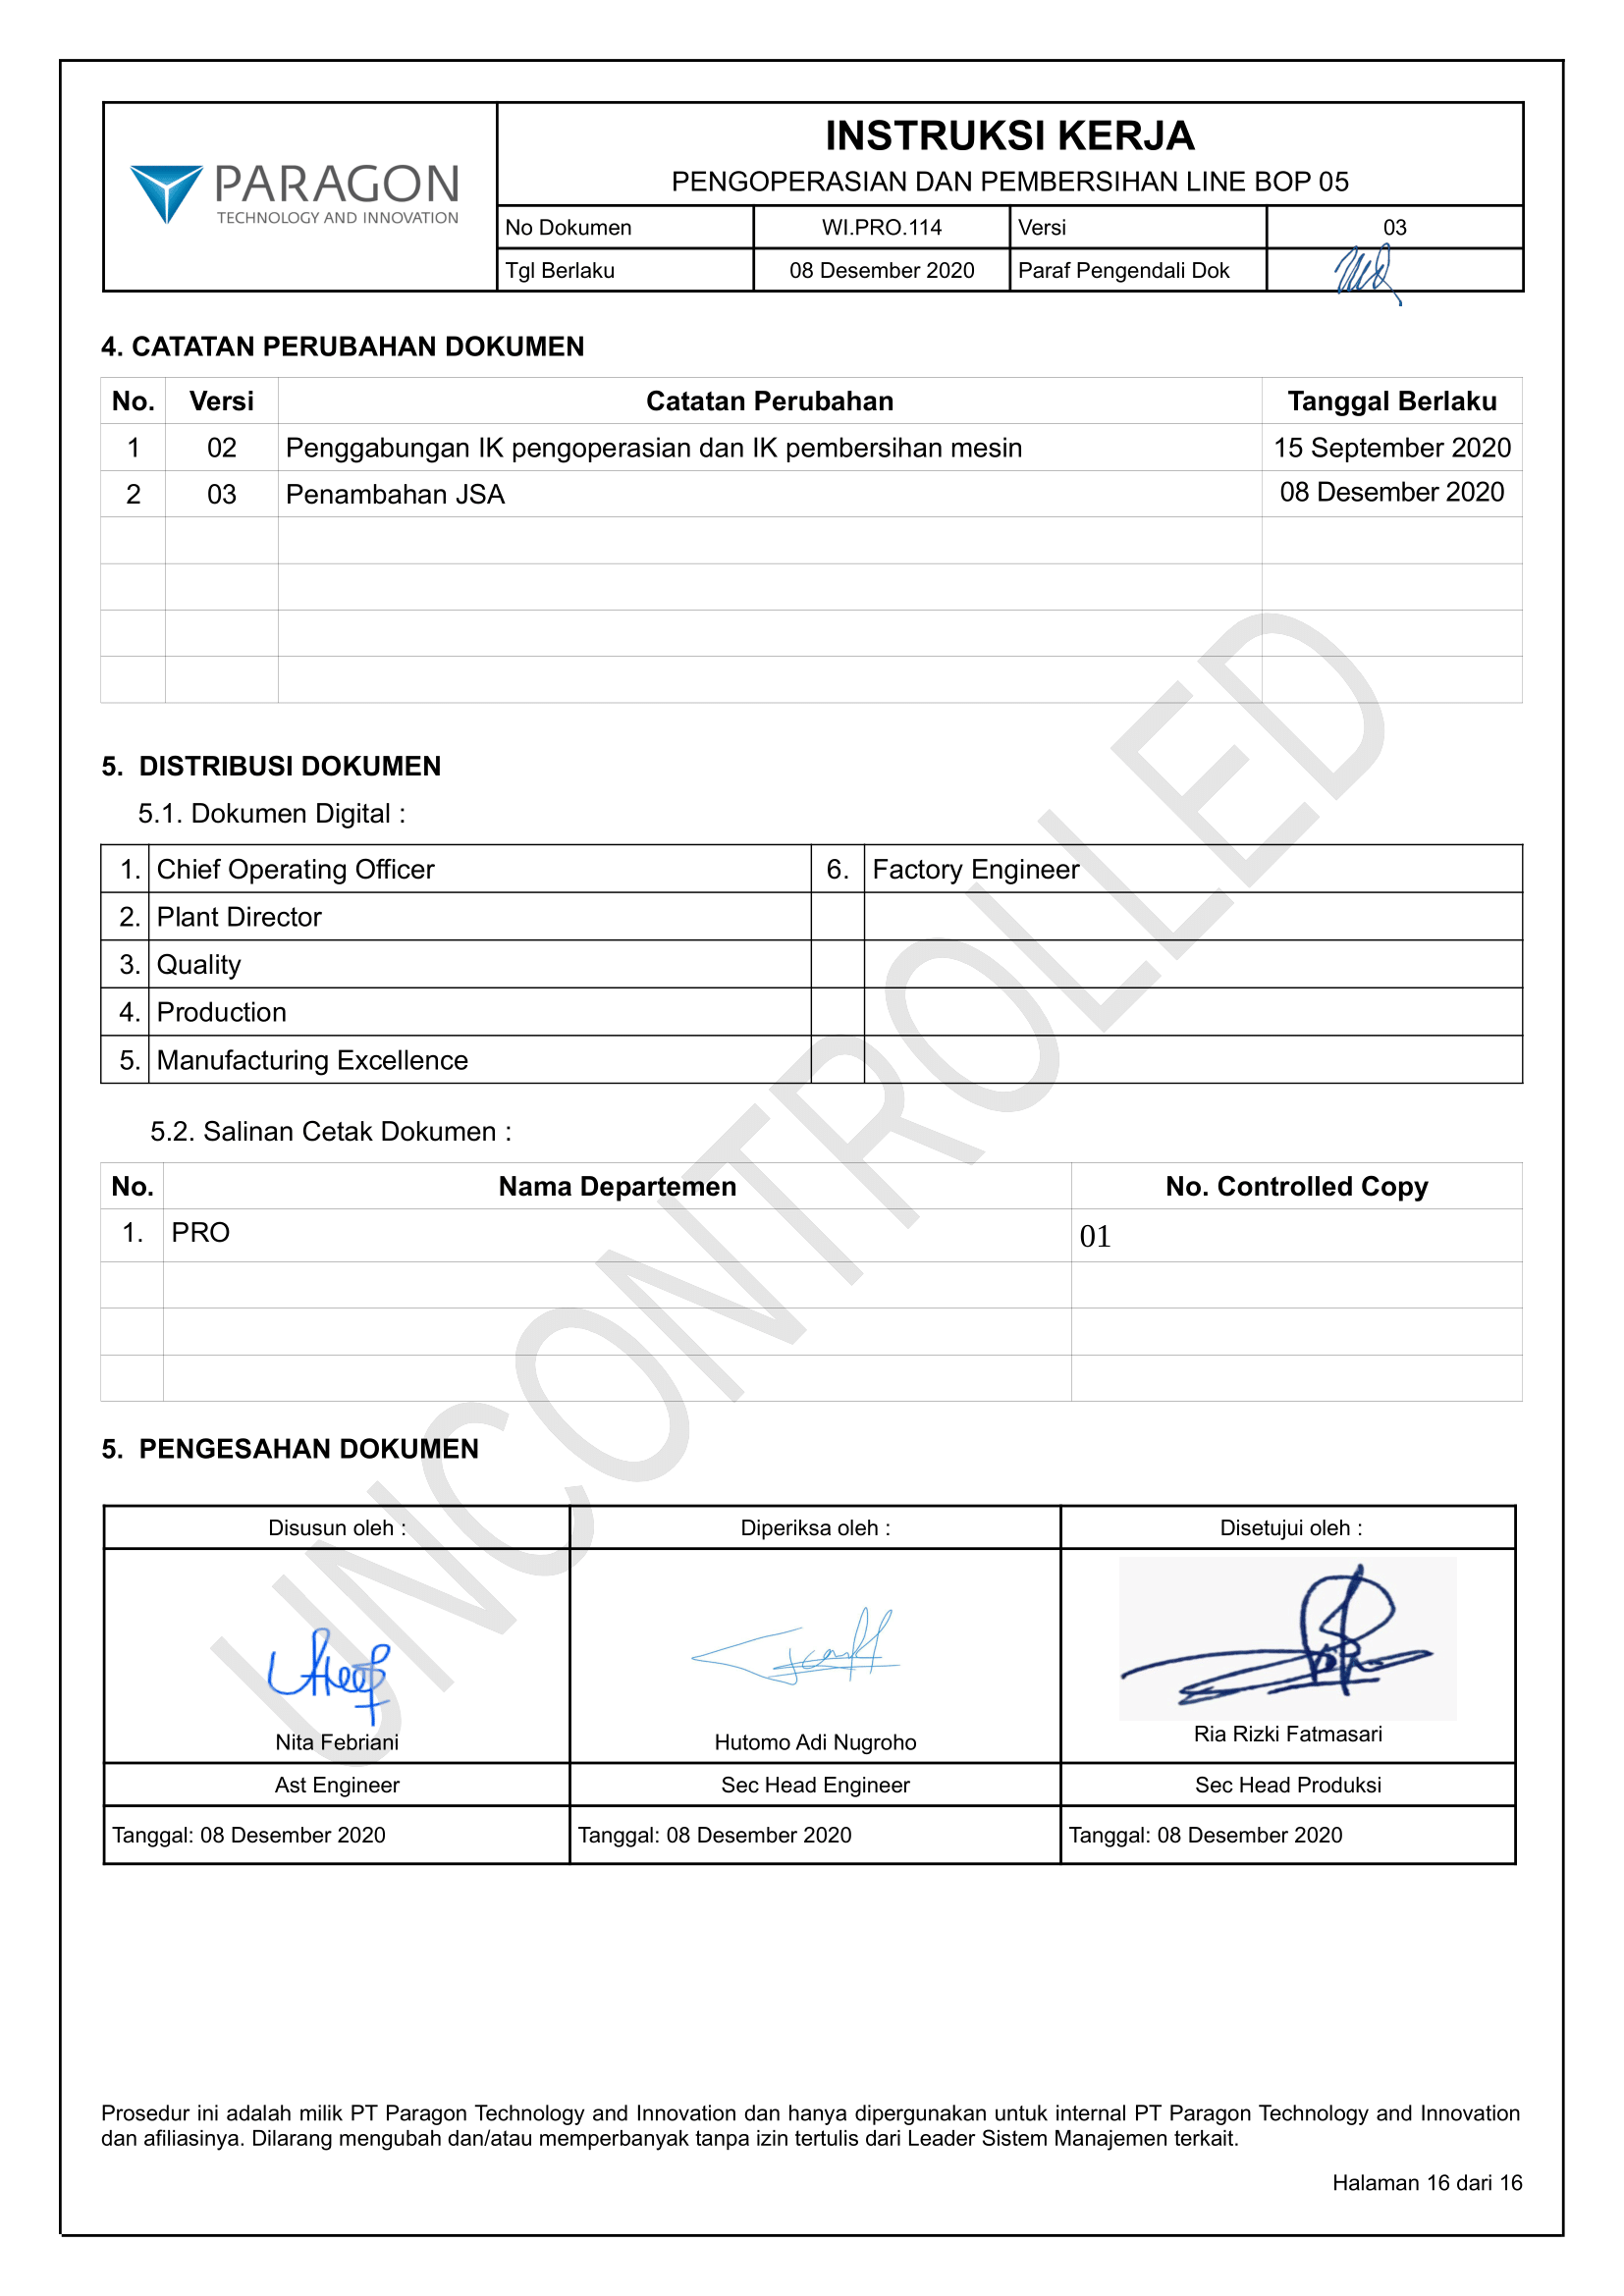 PARAGON
TECHNOLOGY AND INNOVATION
INSTRUKSI KERJA
PENGOPERASIAN DAN PEMBERSIHAN LINE BOP 05
No Dokumen WI.PRO.114 Versi 03
Tgl Berlaku 08 Desember 2020 Paraf Pengendali Dok
4. CATATAN PERUBAHAN DOKUMEN
No. Versi Catatan Perubahan Tanggal Berlaku
1 02 Penggabungan IK pengoperasian dan IK pembersihan mesin 15 September 2020
2 03 Penambahan JSA 08 Desember 2020
5. DISTRIBUSI DOKUMEN
5.1. Dokumen Digital :
1. Chief Operating Officer 6. Factory Engineer
2. Plant Director
3. Quality
4. Production
5. Manufacturing Excellence
5.2. Salinan Cetak Dokumen :
No. Nama Departemen No. Controlled Copy
1. PRO 01
5. PENGESAHAN DOKUMEN
Disusun oleh : Diperiksa oleh : Disetujui oleh :
Nita Febriani Hutomo Adi Nugroho Ria Rizki Fatmasari
Ast Engineer Sec Head Engineer Sec Head Produksi
Tanggal: 08 Desember 2020 Tanggal: 08 Desember 2020 Tanggal: 08 Desember 2020
UNCONTROLLED
Prosedur ini adalah milik PT Paragon Technology and Innovation dan hanya dipergunakan untuk internal PT Paragon Technology and Innovation
dan afiliasinya. Dilarang mengubah dan/atau memperbanyak tanpa izin tertulis dari Leader Sistem Manajemen terkait.
Halaman 16 dari 16